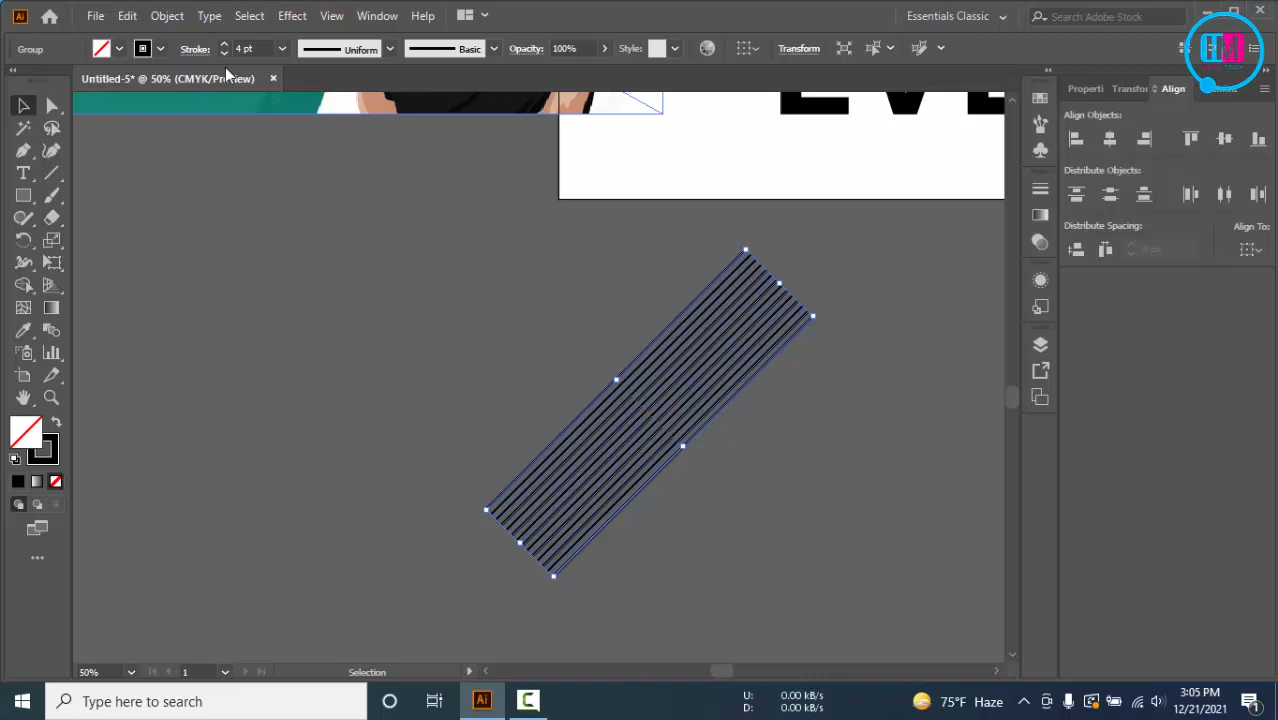 Ai File Edit Object Type Select Effect View Window Help Essentials Classic Search Adobe Stock
Group Stroke: 4 pt Uniform Basic Opacity: 100% Style: Transform
Untitled-5* @ 50% (CMYK/Preview) ×
Properti Transfor Align
EVE
Align Objects:
Distribute Objects:
Distribute Spacing: Align To:
T
50% 1 Selection
Type here to search Ai C U: 0.00 kB/s D: 0.00 kB/s 75°F Haze 3:05 PM 12/21/2021